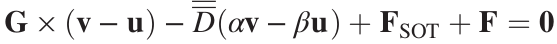 G × (v − u) − D̿(αv − βu) + F_SOT + F = 0